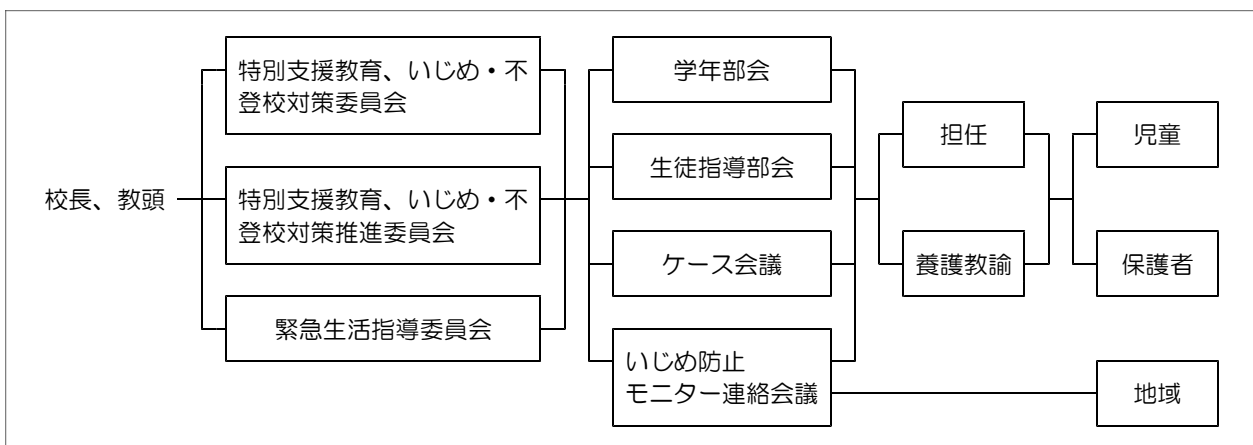 校長、教頭
特別支援教育、いじめ・不
登校対策委員会
特別支援教育、いじめ・不
登校対策推進委員会
緊急生活指導委員会
学年部会
生徒指導部会
ケース会議
いじめ防止
モニター連絡会議
担任
養護教諭
児童
保護者
地域